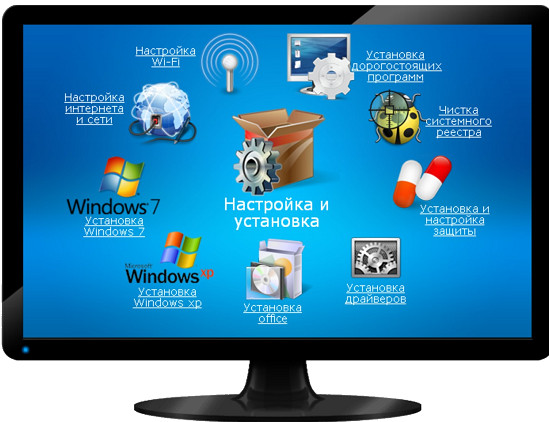 Настройка
Wi-Fi
Установка
дорогостоящих
программ
Настройка
интернета
и сети
Чистка
системного
реестра
Windows 7
Установка
Windows 7
Настройка и
установка
Установка и
настройка
защиты
Microsoft
Windows xp
Установка
Windows xp
Установка
office
Установка
драйверов